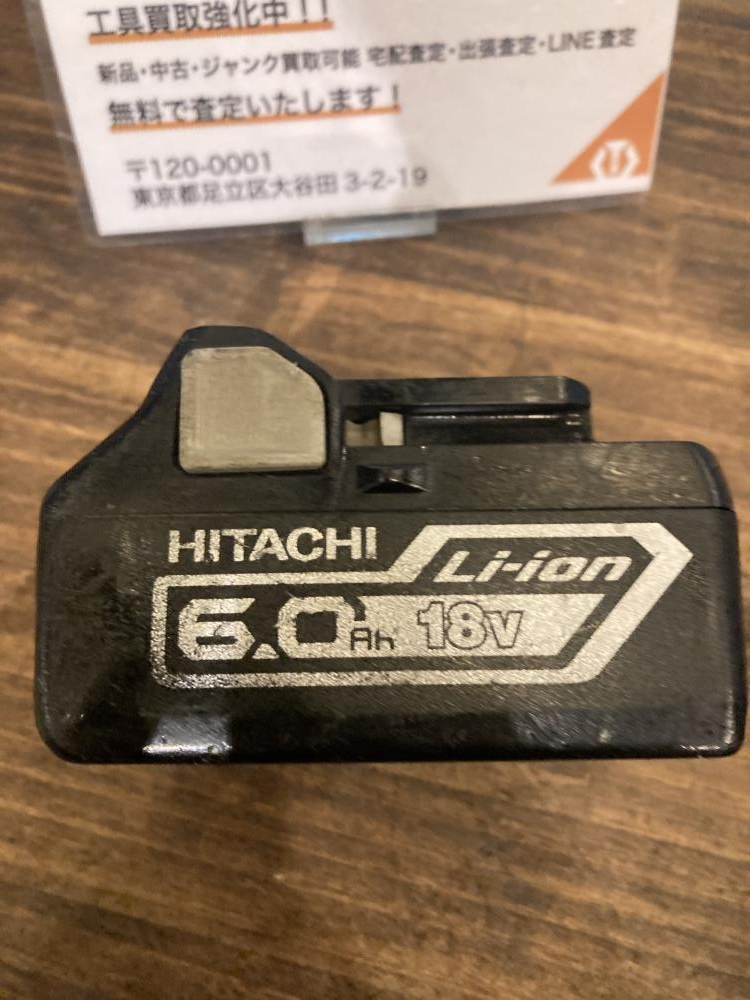 工具買取強化中！！
新品・中古・ジャンク買取可能 宅配査定・出張査定・LINE査定
無料で査定いたします！
〒120-0001
東京都足立区大谷田 3-2-19
HITACHI
Li-ion
6.0Ah 18V